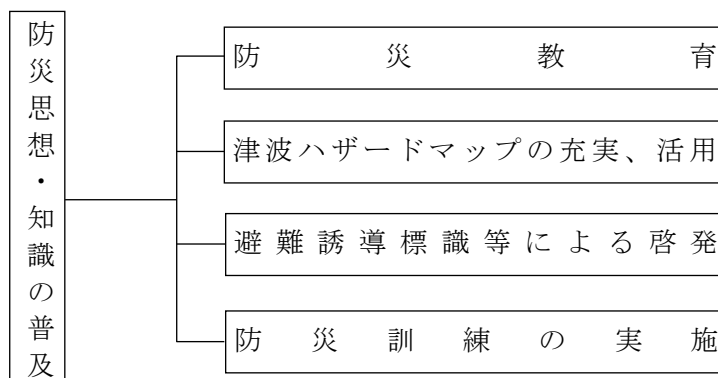 防災思想・知識の普及
防災教育
津波ハザードマップの充実、活用
避難誘導標識等による啓発
防災訓練の実施